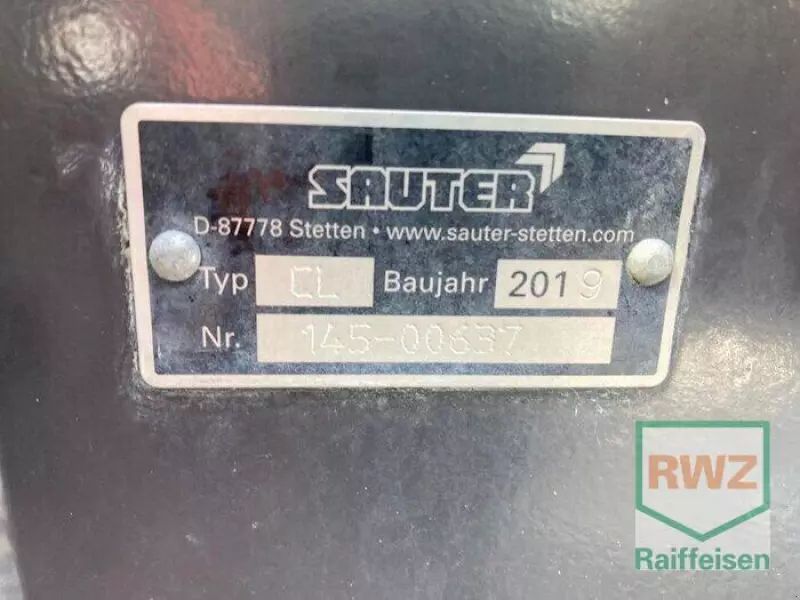 SAUTER
D-87778 Stetten • www.sauter-stetten.com
Typ CL Baujahr 2019
Nr. 145-00637
RWZ
Raiffeisen